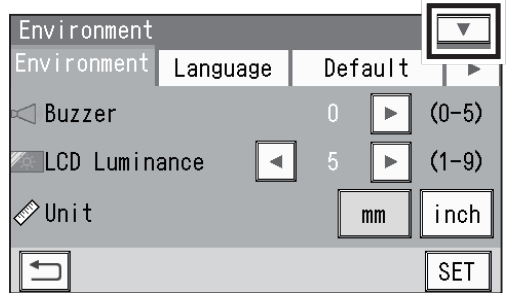 Environment
Environment Language Default
Buzzer 0 (0-5)
LCD Luminance 5 (1-9)
Unit mm inch
SET